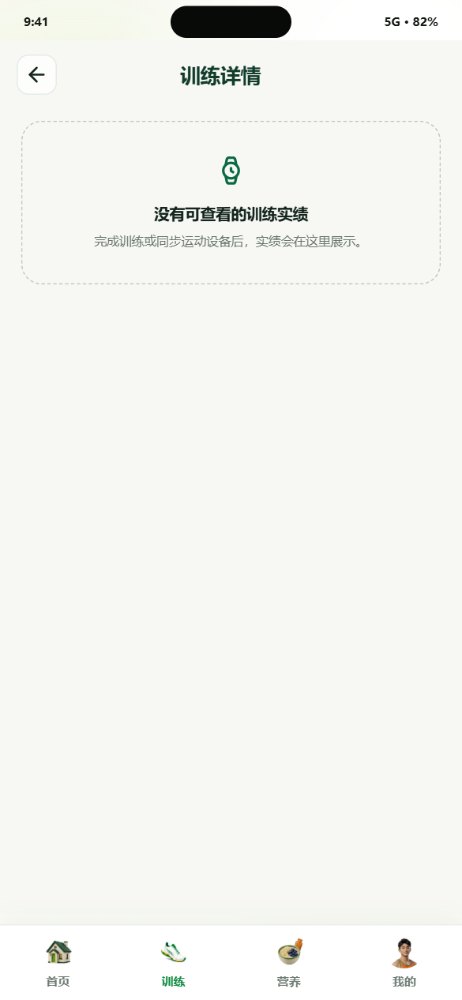 9:41
5G • 82%
训练详情
没有可查看的训练实绩
完成训练或同步运动设备后，实绩会在这里展示。
首页
训练
营养
我的